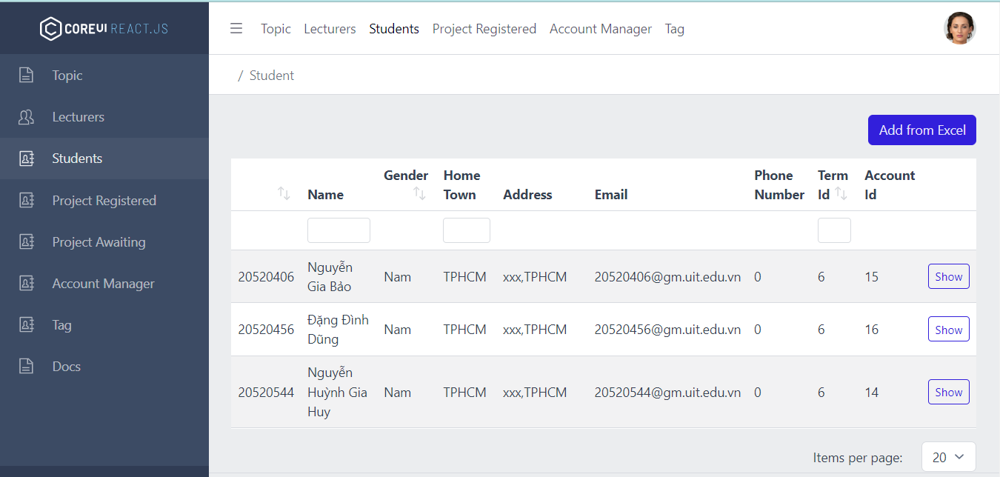 COREUI REACT.JS
Topic Lecturers Students Project Registered Account Manager Tag
/ Student
Topic
Lecturers
Students
Project Registered
Project Awaiting
Account Manager
Tag
Docs
Add from Excel
Name Gender Home Town Address Email Phone Number Term Id Account Id
20520406 Nguyễn Gia Bảo Nam TPHCM xxx,TPHCM 20520406@gm.uit.edu.vn 0 6 15 Show
20520456 Đặng Đình Dũng Nam TPHCM xxx,TPHCM 20520456@gm.uit.edu.vn 0 6 16 Show
20520544 Nguyễn Huỳnh Gia Huy Nam TPHCM xxx,TPHCM 20520544@gm.uit.edu.vn 0 6 14 Show
Items per page: 20